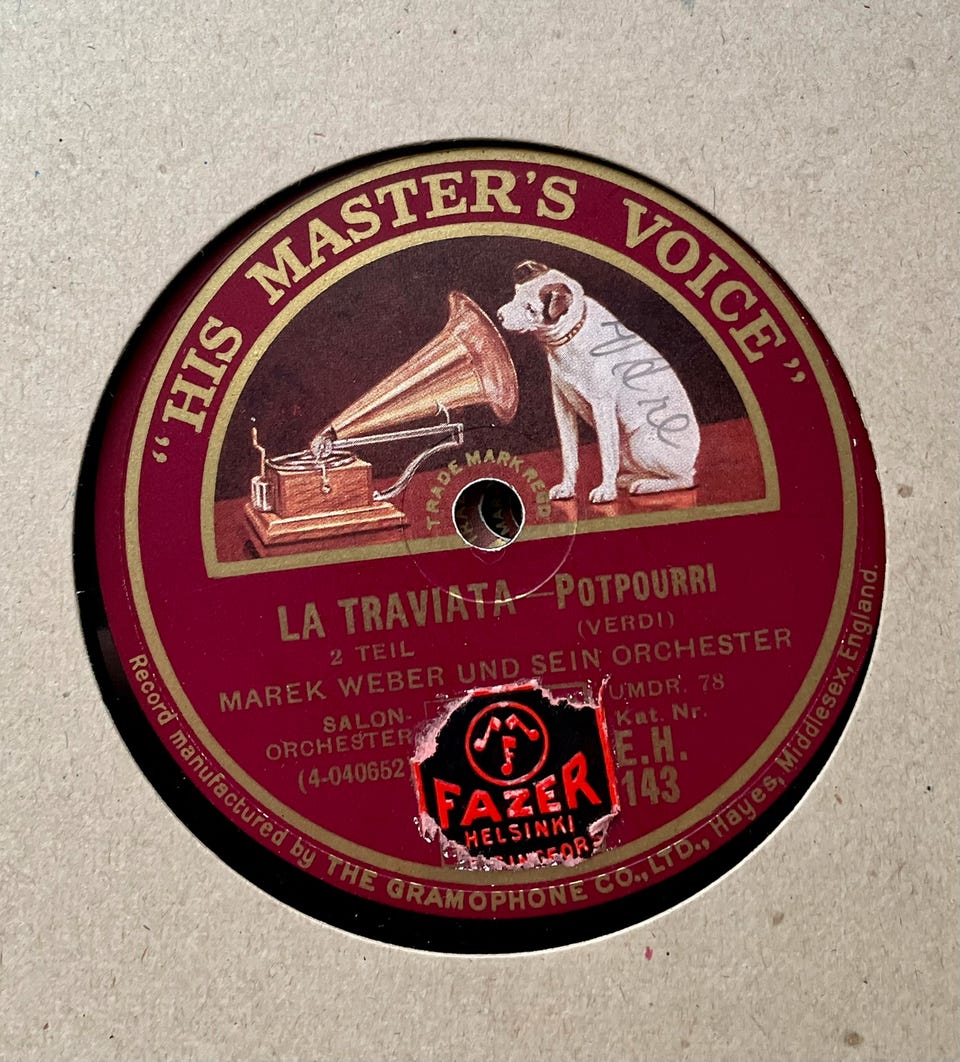 “HIS MASTER'S VOICE”
TRADE MARK REG'D
LA TRAVIATA — POTPOURRI
2 TEIL (VERDI)
MAREK WEBER UND SEIN ORCHESTER
SALON-
ORCHESTER
(4-040652)
UMDR. 78
Kat. Nr.
E.H.
143
FAZER
HELSINKI
Record manufactured by THE GRAMOPHONE CO., LTD., Hayes, Middlesex, England.